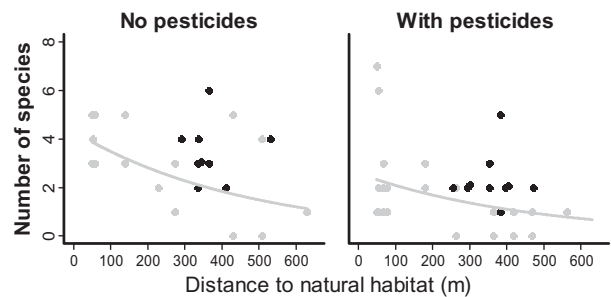 No pesticides
With pesticides
Number of species
8
6
4
2
0
0 100 200 300 400 500 600
0 100 200 300 400 500 600
Distance to natural habitat (m)